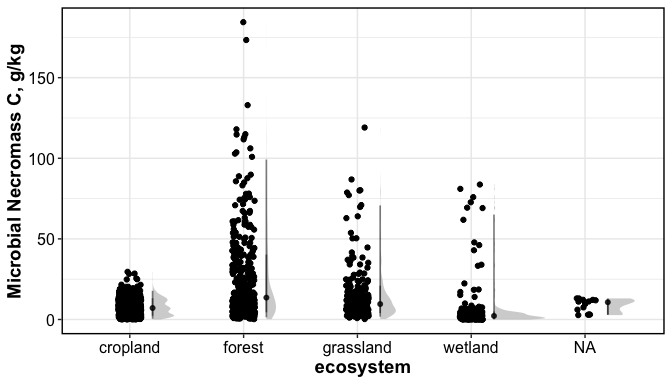 Microbial Necromass C, g/kg
150
100
50
0
cropland forest grassland wetland NA
ecosystem